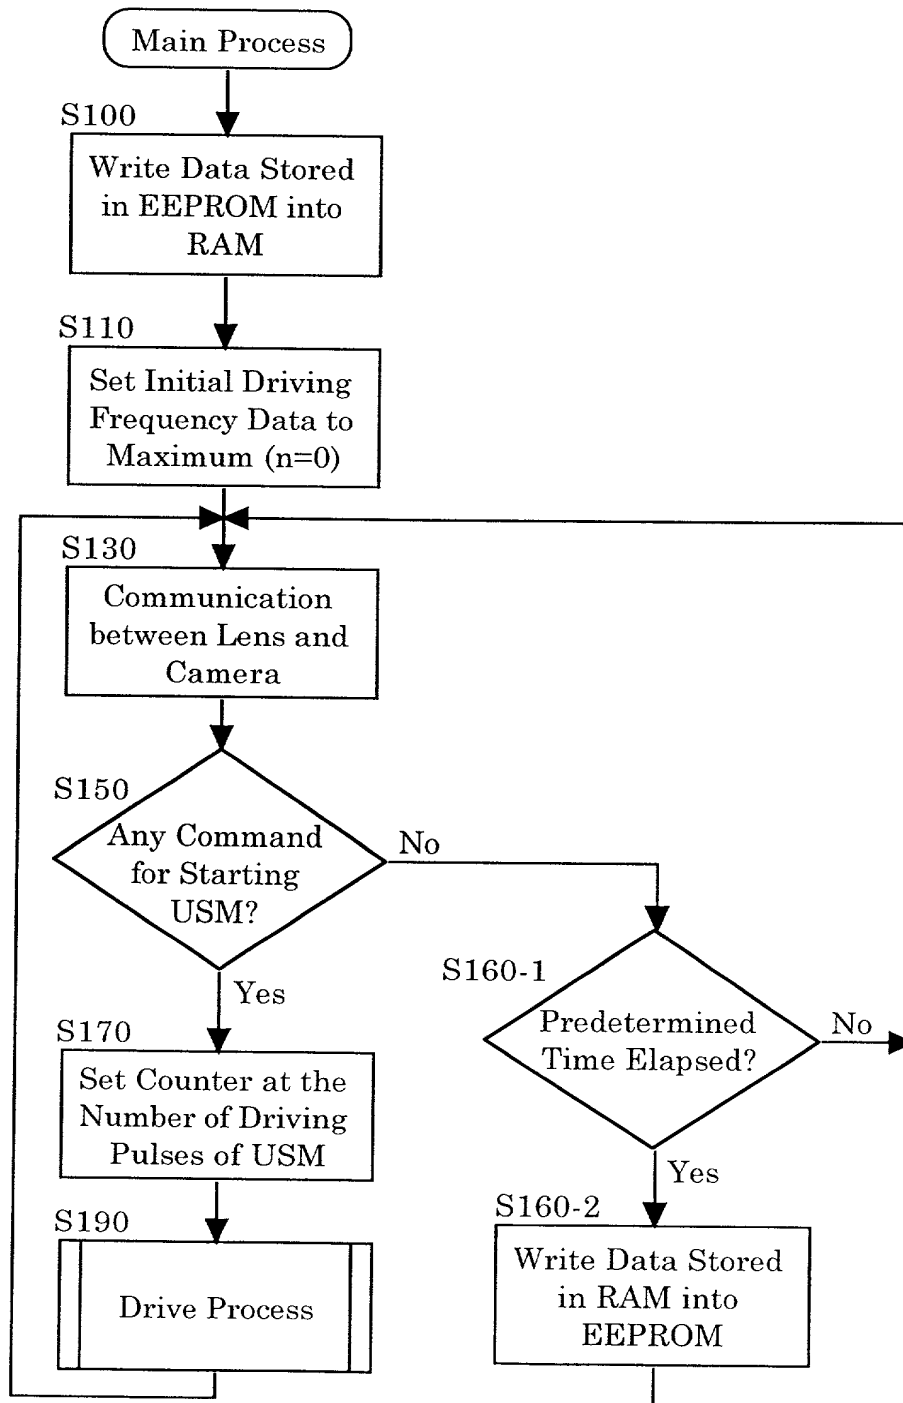 Main Process
S100
Write Data Stored
in EEPROM into
RAM
S110
Set Initial Driving
Frequency Data to
Maximum (n=0)
S130
Communication
between Lens and
Camera
S150
Any Command
for Starting
USM?
No
Yes
S160-1
Predetermined
Time Elapsed?
No
Yes
S170
Set Counter at the
Number of Driving
Pulses of USM
S190
Drive Process
S160-2
Write Data Stored
in RAM into
EEPROM